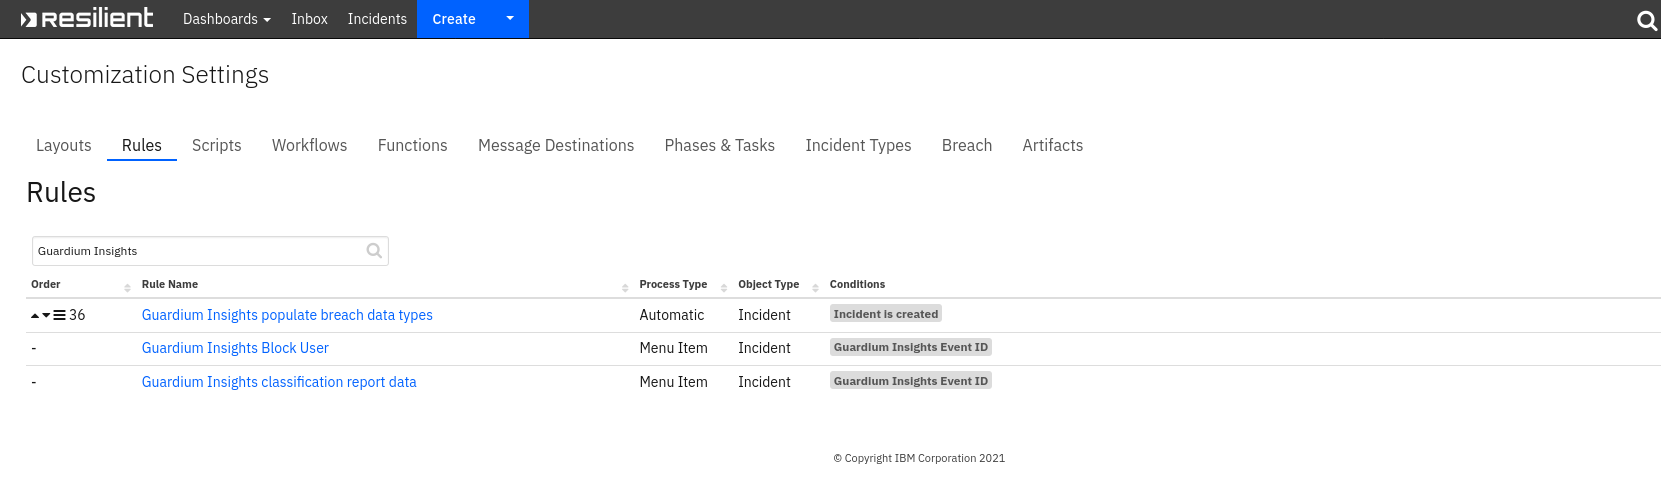 resilient Dashboards Inbox Incidents Create
Customization Settings
Layouts Rules Scripts Workflows Functions Message Destinations Phases & Tasks Incident Types Breach Artifacts
Rules
Guardium Insights
Order Rule Name Process Type Object Type Conditions
36 Guardium Insights populate breach data types Automatic Incident Incident is created
- Guardium Insights Block User Menu Item Incident Guardium Insights Event ID
- Guardium Insights classification report data Menu Item Incident Guardium Insights Event ID
© Copyright IBM Corporation 2021